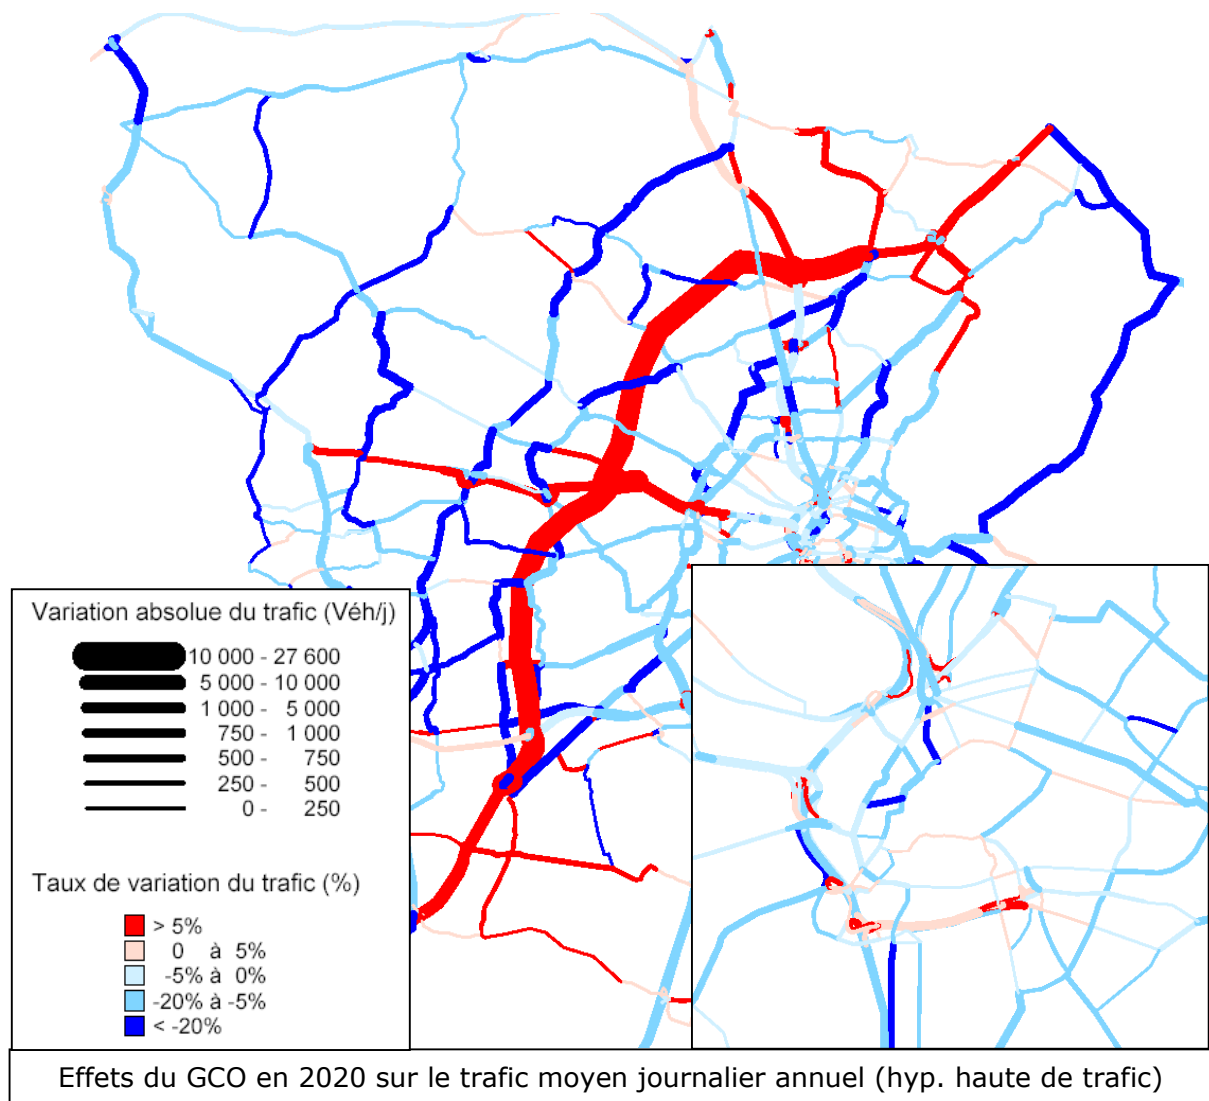 Variation absolue du trafic (Véh/j)
10 000 - 27 600
5 000 - 10 000
1 000 - 5 000
750 - 1 000
500 - 750
250 - 500
0 - 250
Taux de variation du trafic (%)
> 5%
0 à 5%
-5% à 0%
-20% à -5%
< -20%
Effets du GCO en 2020 sur le trafic moyen journalier annuel (hyp. haute de trafic)